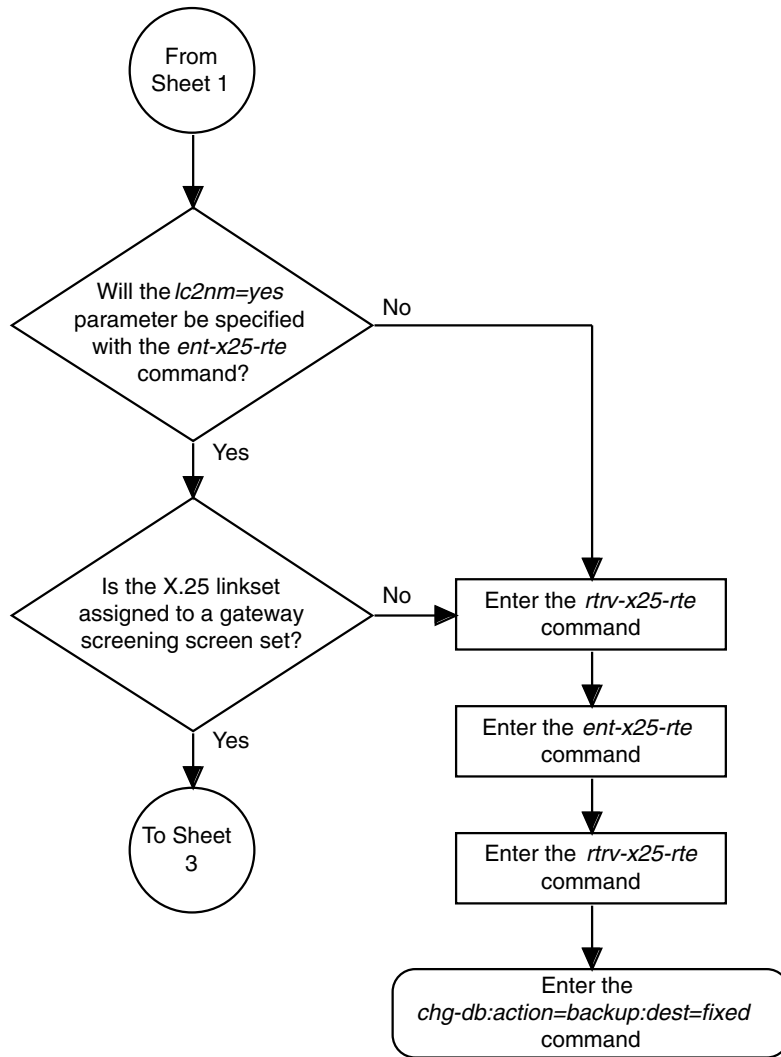 From
Sheet 1
Will the lc2nm=yes
parameter be specified
with the ent-x25-rte
command?
No
Yes
Is the X.25 linkset
assigned to a gateway
screening screen set?
No
Yes
To Sheet
3
Enter the rtrv-x25-rte
command
Enter the ent-x25-rte
command
Enter the rtrv-x25-rte
command
Enter the
chg-db:action=backup:dest=fixed
command